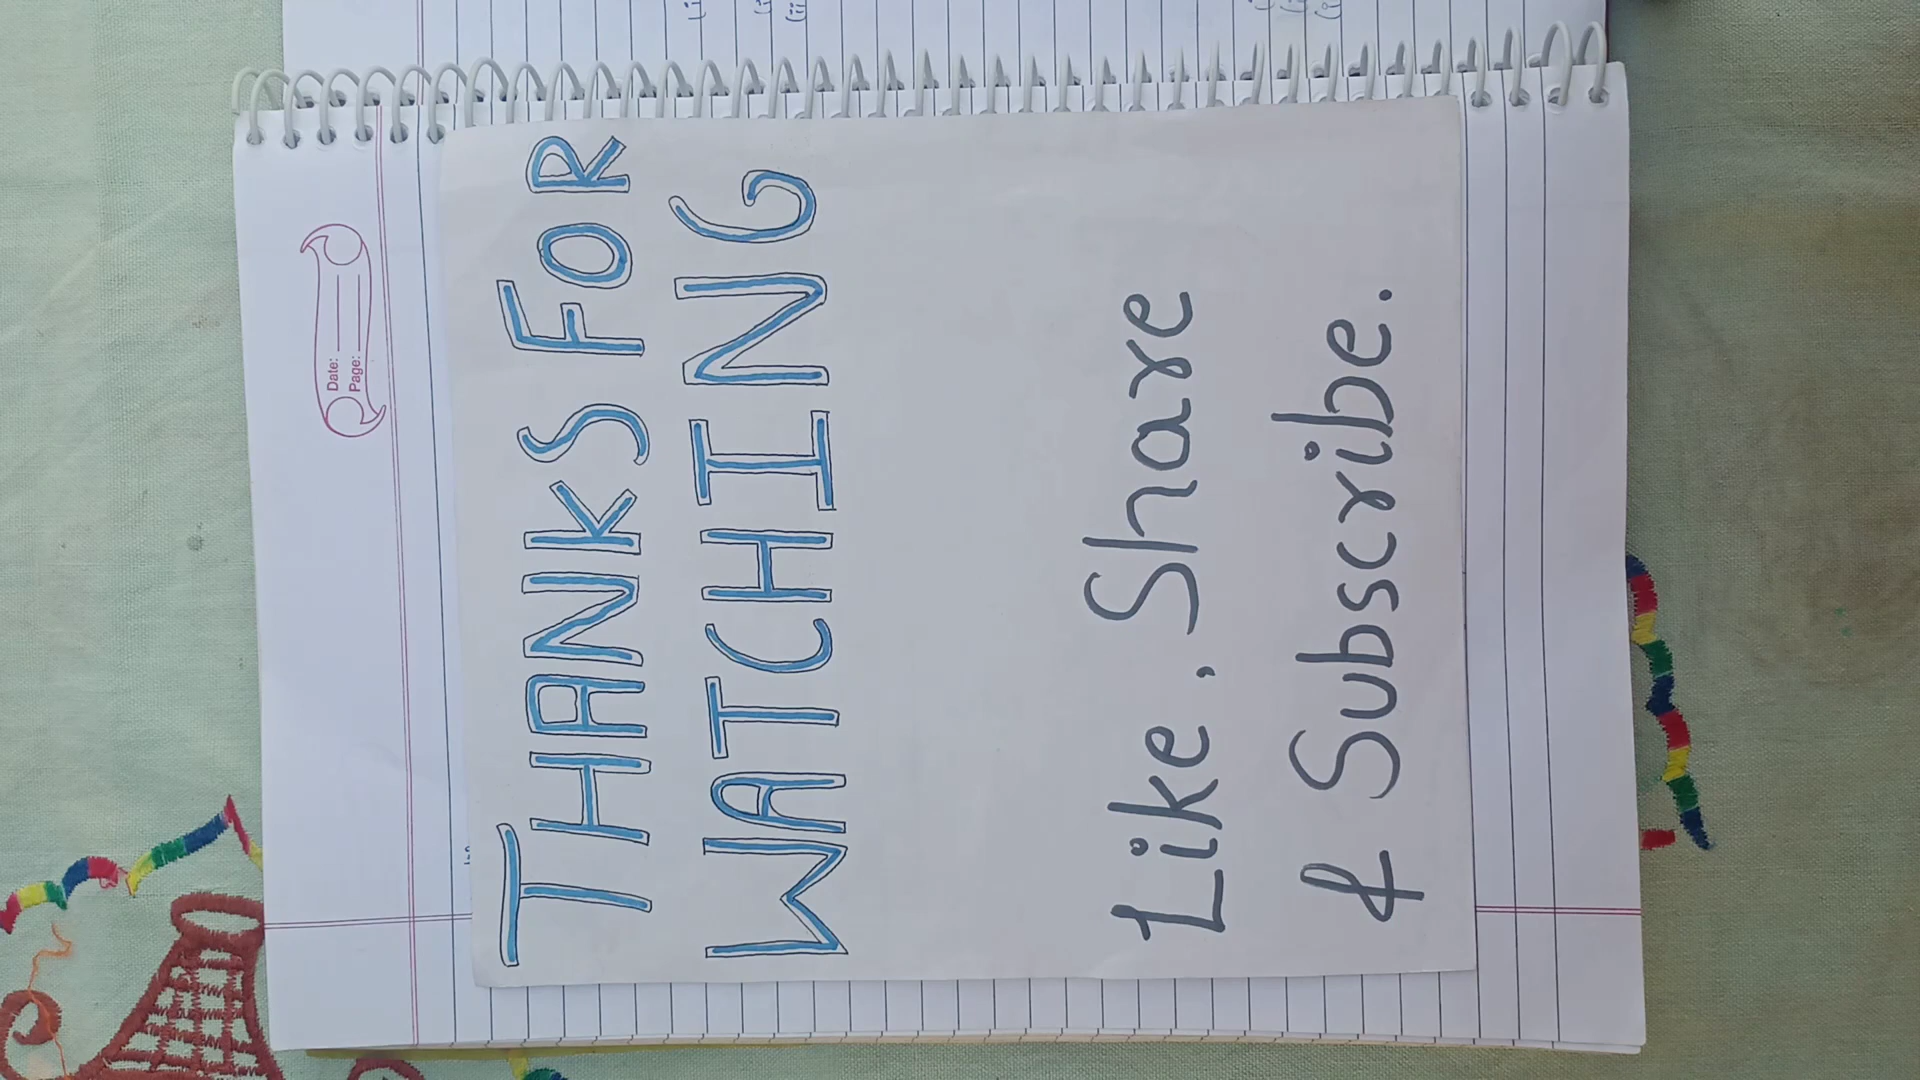 Date:
Page:
THANKS FOR
WATCHING
Like, Share
& Subscribe.